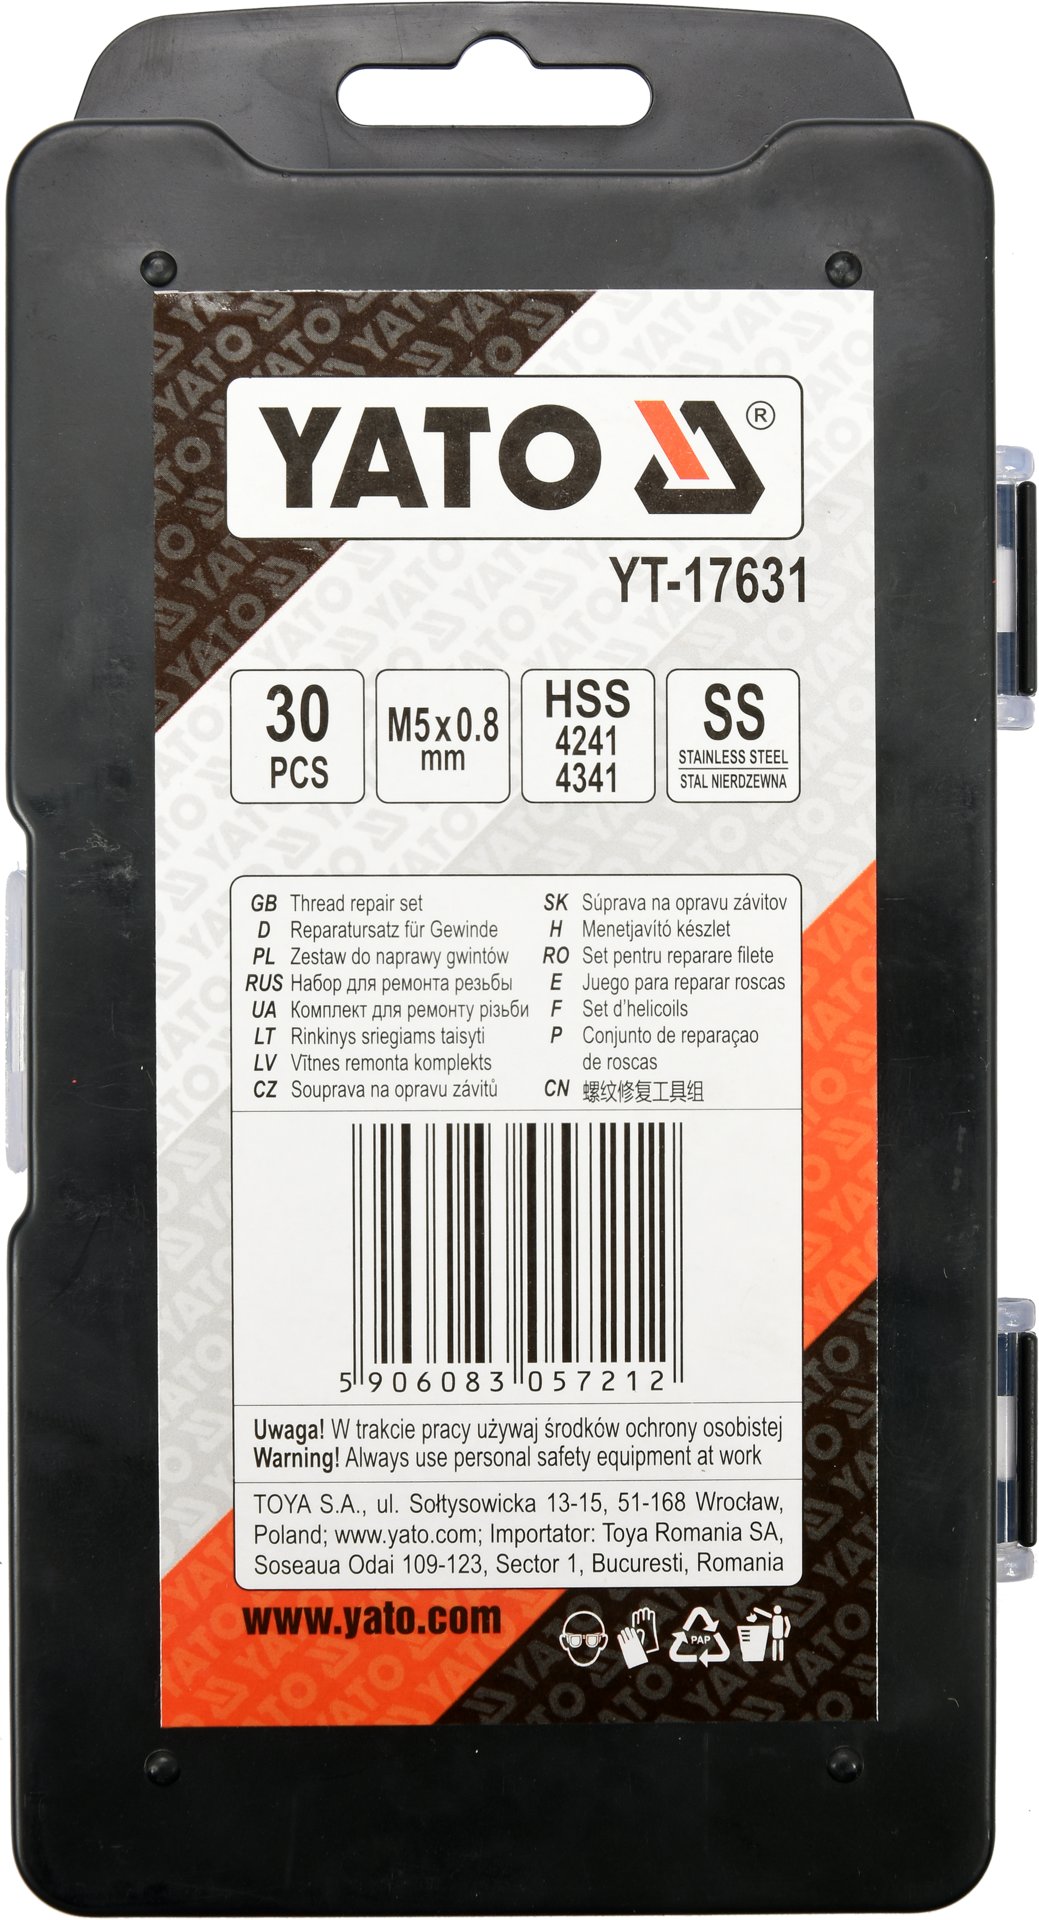 YATO ®
YT-17631
30
PCS
M5x0.8
mm
HSS
4241
4341
SS
STAINLESS STEEL
STAL NIERDZEWNA
GB Thread repair set
D Reparatursatz für Gewinde
PL Zestaw do naprawy gwintów
RUS Набор для ремонта резьбы
UA Комплект для ремонту різьби
LT Rinkinys sriegiams taisyti
LV Vītnes remonta komplekts
CZ Souprava na opravu závitů
SK Súprava na opravu závitov
H Menetjavító készlet
RO Set pentru reparare filete
E Juego para reparar roscas
F Set d'helicoils
P Conjunto de reparaçao
de roscas
CN 螺纹修复工具组
5 906083 057212
Uwaga! W trakcie pracy używaj środków ochrony osobistej
Warning! Always use personal safety equipment at work
TOYA S.A., ul. Sołtysowicka 13-15, 51-168 Wrocław,
Poland; www.yato.com; Importator: Toya Romania SA,
Soseaua Odai 109-123, Sector 1, Bucuresti, Romania
www.yato.com
PAP